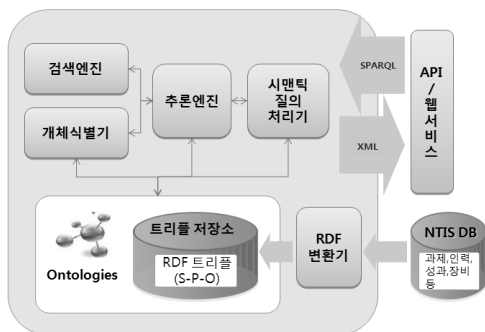 검색엔진
개체식별기
추론엔진
시맨틱
질의
처리기
SPARQL
XML
API
/
웹서
비스
Ontologies
트리플 저장소
RDF 트리플
(S-P-O)
RDF
변환기
NTIS DB
과제,인력,
성과,장비
등